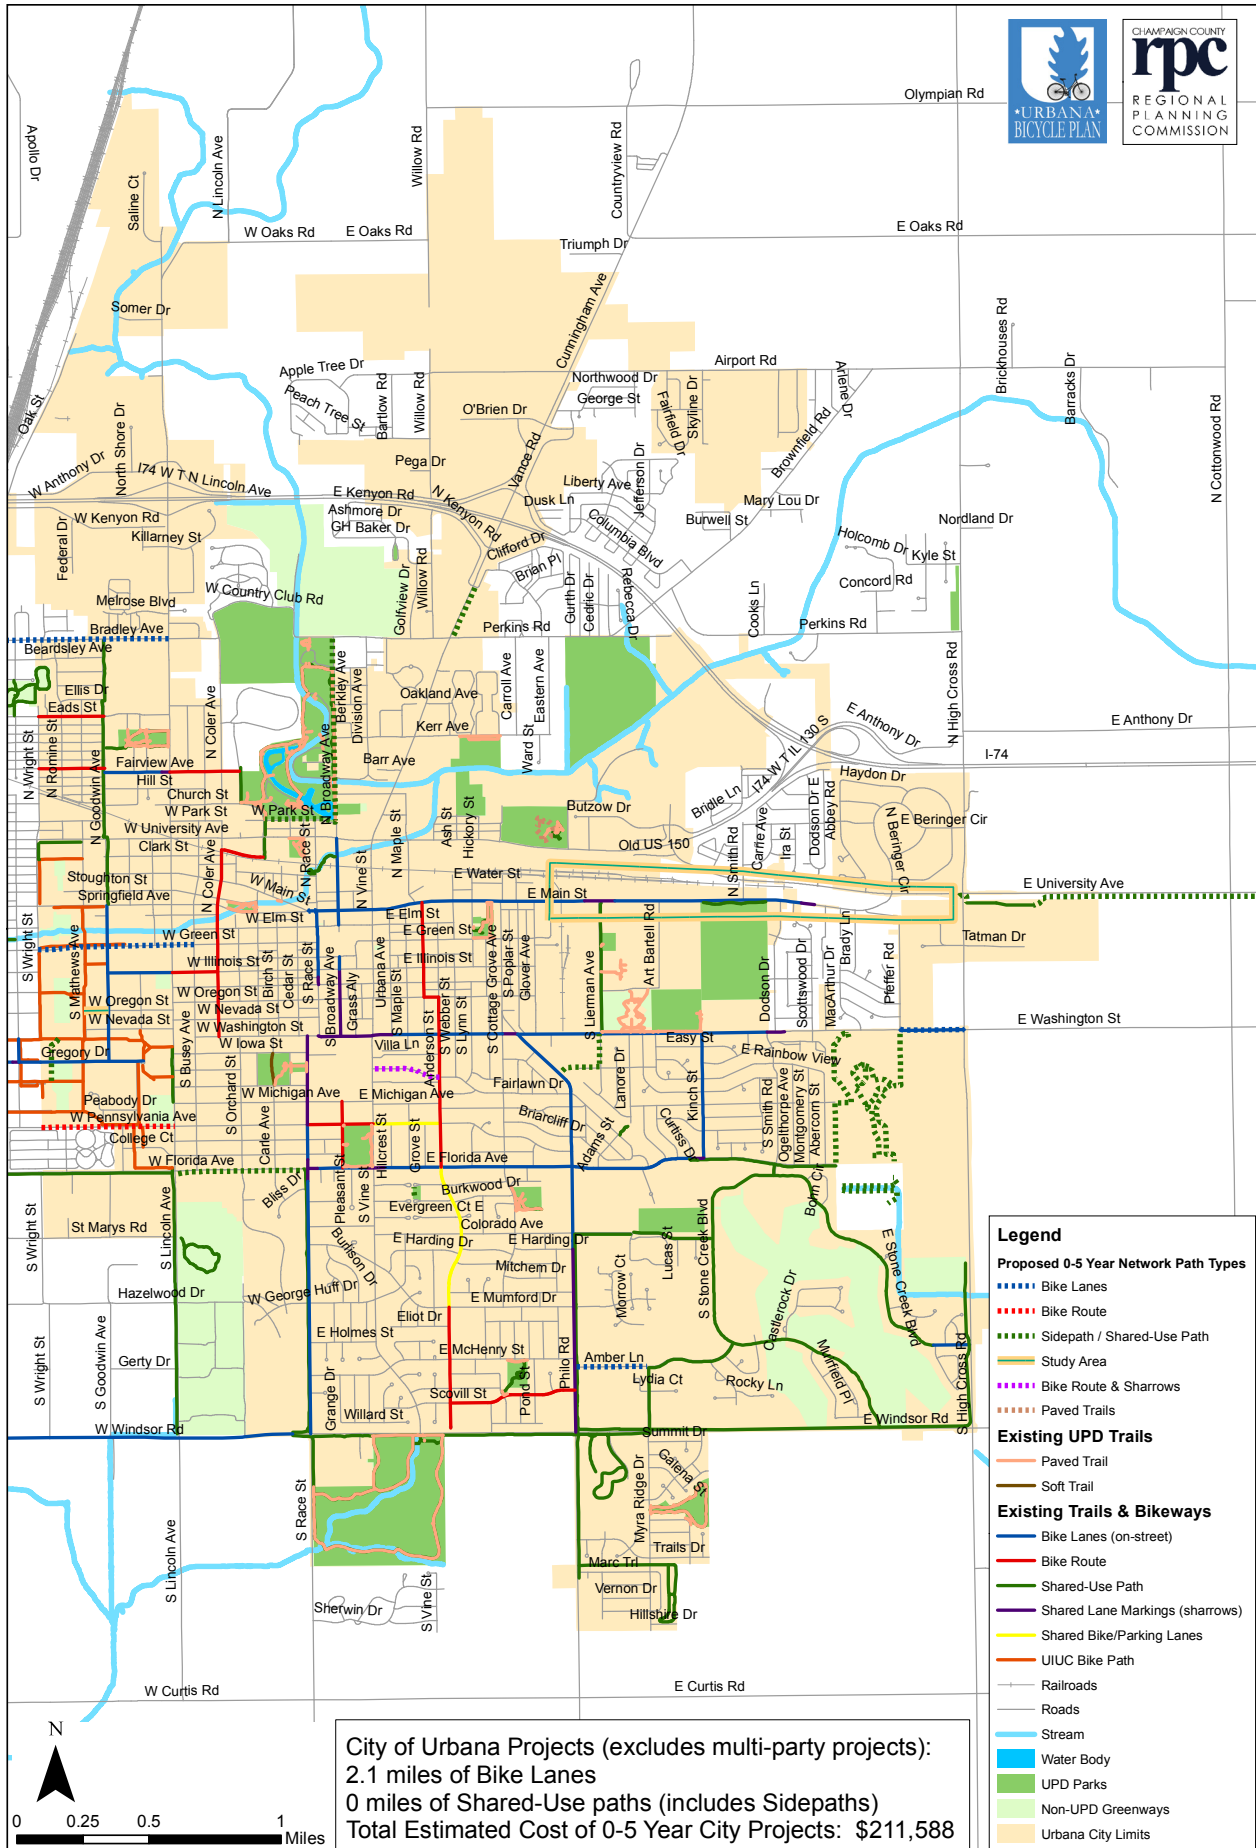 URBANA
BICYCLE PLAN
CHAMPAIGN COUNTY
rpc
REGIONAL
PLANNING
COMMISSION
Olympian Rd
Apollo Dr
Saline Ct
N Lincoln Ave
Willow Rd
Countryview Rd
W Oaks Rd
E Oaks Rd
E Oaks Rd
Triumph Dr
Somer Dr
Cunningham Ave
Brickhouses Rd
Barracks Dr
Airport Rd
Apple Tree Dr
Peach Tree St
Bartlow Rd
Willow Rd
Northwood Dr
George St
Fairfield Dr
Skyline Dr
Arlene Dr
O'Brien Dr
Oak St
North Shore Dr
Vance Rd
Brownfield Rd
N Cottonwood Rd
W Anthony Dr
I74 W T N Lincoln Ave
Pega Dr
Liberty Ave
Jefferson Dr
E Kenyon Rd
N Kenyon Rd
Dusk Ln
Mary Lou Dr
Ashmore Dr
GH Baker Dr
W Kenyon Rd
Killarney St
Federal Dr
Columbia Blvd
Burwell St
Nordland Dr
Clifford Dr
Holcomb Dr
Kyle St
Brian Pl
Concord Rd
W Country Club Rd
Golfview Dr
Willow Rd
Gurth Dr
Cedric Dr
Rebecca Dr
Cooks Ln
Melrose Blvd
Bradley Ave
Perkins Rd
Perkins Rd
Beardsley Ave
Ellis Dr
Eads St
N Coler Ave
Berkley Ave
Division Ave
Oakland Ave
Kerr Ave
Carroll Ave
Eastern Ave
N High Cross Rd
E Anthony Dr
E Anthony Dr
I-74
N Wright St
N Romine St
N Goodwin Ave
Fairview Ave
Hill St
Church St
W Park St
W Park St
N Broadway Ave
Barr Ave
Ward St
I74 W T IL 130 S
Haydon Dr
Bridle Ln
Butzow Dr
W University Ave
Clark St
N Race St
N Vine St
N Maple St
Ash St
Hickory St
Old US 150
N Smith Rd
Carrie Ave
Ira St
Dodson Dr E
Abbey Rd
N Beringer Cir
E Beringer Cir
Stoughton St
Springfield Ave
N Coler Ave
W Main St
E Water St
E Main St
E University Ave
W Elm St
E Elm St
E Green St
W Green St
S Wright St
S Mathews Ave
W Illinois St
E Illinois St
Birch St
Cedar St
S Race St
S Broadway Ave
Grass Aly
Urbana Ave
S Maple St
S Webber St
S Lynn St
S Cottage Grove Ave
S Poplar St
Glover Ave
S Lierman Ave
Art Bartell Rd
Dodson Dr
Scottswood Dr
MacArthur Dr
Brady Ln
Pfeffer Rd
Tatman Dr
W Oregon St
W Oregon St
W Nevada St
W Nevada St
W Washington St
E Washington St
Gregory Dr
S Busey Ave
W Iowa St
Villa Ln
Anderson St
Easy St
E Rainbow View
W Michigan Ave
E Michigan Ave
Fairlawn Dr
Lanore Dr
Kinch St
S Smith Rd
Ogelthorpe Ave
Montgomery St
Abercorn St
Peabody Dr
W Pennsylvania Ave
College Ct
S Orchard St
Carle Ave
Briarcliff Dr
Adams St
Curtiss Dr
W Florida Ave
E Florida Ave
Hillcrest St
Grove St
Bliss Dr
Pleasant St
S Vine St
Burkwood Dr
Evergreen Ct E
Colorado Ave
Bohn Cir
St Marys Rd
S Wright St
S Lincoln Ave
E Harding Dr
E Harding Dr
Burlison Dr
Mitchem Dr
Lucas St
S Stone Creek Blvd
E Stone Creek Blvd
Morrow Ct
Hazelwood Dr
W George Huff Dr
E Mumford Dr
Castlerock Dr
Eliot Dr
E Holmes St
S Wright St
S Goodwin Ave
Gerty Dr
E McHenry St
Philo Rd
Amber Ln
Lydia Ct
Rocky Ln
Muirfield Pl
S High Cross Rd
Grange Dr
Scovill St
Pond St
Willard St
W Windsor Rd
E Windsor Rd
Summit Dr
Galena St
Myra Ridge Dr
S Race St
S Lincoln Ave
Trails Dr
Marc Trl
Vernon Dr
Hillshire Dr
Sherwin Dr
S Vine St
W Curtis Rd
E Curtis Rd
Legend
Proposed 0-5 Year Network Path Types
Bike Lanes
Bike Route
Sidepath / Shared-Use Path
Study Area
Bike Route & Sharrows
Paved Trails
Existing UPD Trails
Paved Trail
Soft Trail
Existing Trails & Bikeways
Bike Lanes (on-street)
Bike Route
Shared-Use Path
Shared Lane Markings (sharrows)
Shared Bike/Parking Lanes
UIUC Bike Path
Railroads
Roads
Stream
Water Body
UPD Parks
Non-UPD Greenways
Urbana City Limits
N
0 0.25 0.5 1
Miles
City of Urbana Projects (excludes multi-party projects):
2.1 miles of Bike Lanes
0 miles of Shared-Use paths (includes Sidepaths)
Total Estimated Cost of 0-5 Year City Projects: $211,588